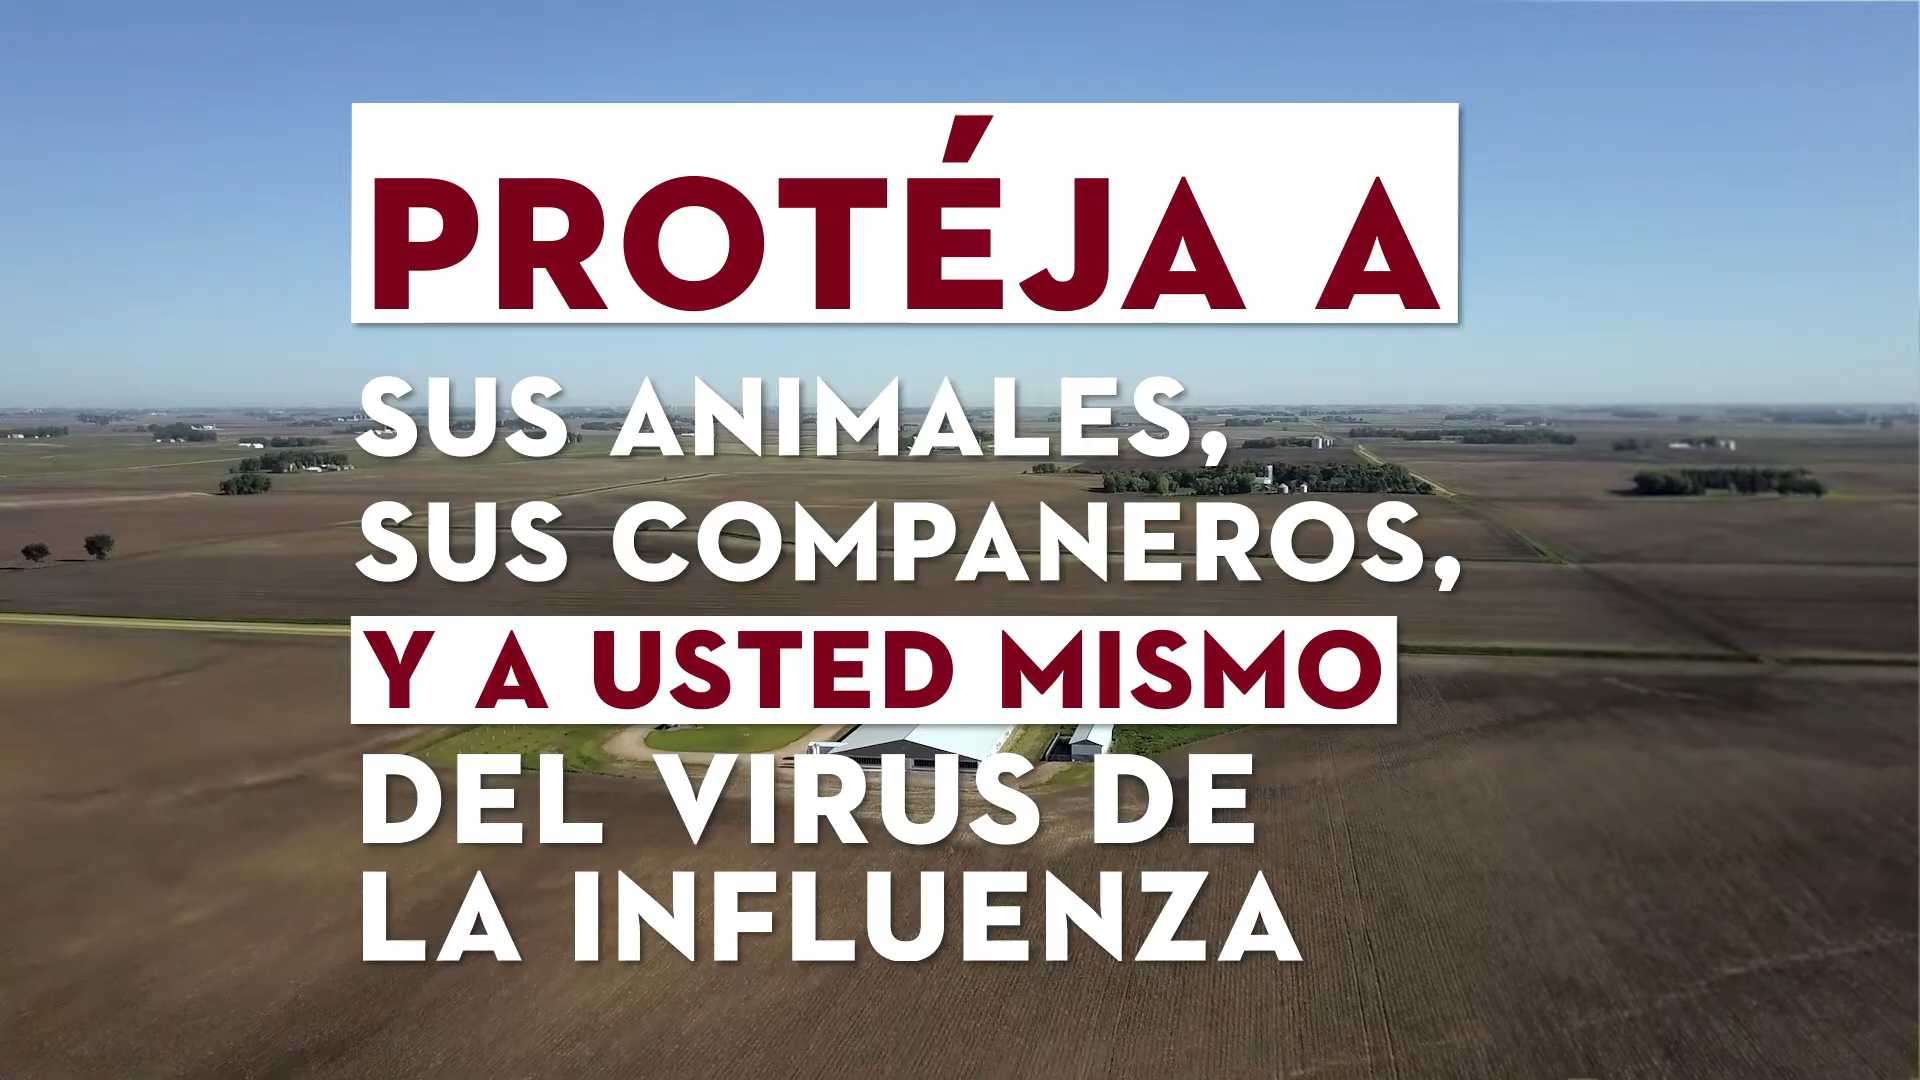 PROTÉJA A
SUS ANIMALES,
SUS COMPANEROS,
Y A USTED MISMO
DEL VIRUS DE
LA INFLUENZA